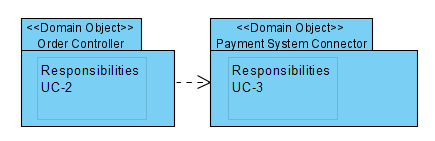 <<Domain Object>>
Order Controller
Responsibilities
UC-2
<<Domain Object>>
Payment System Connector
Responsibilities
UC-3